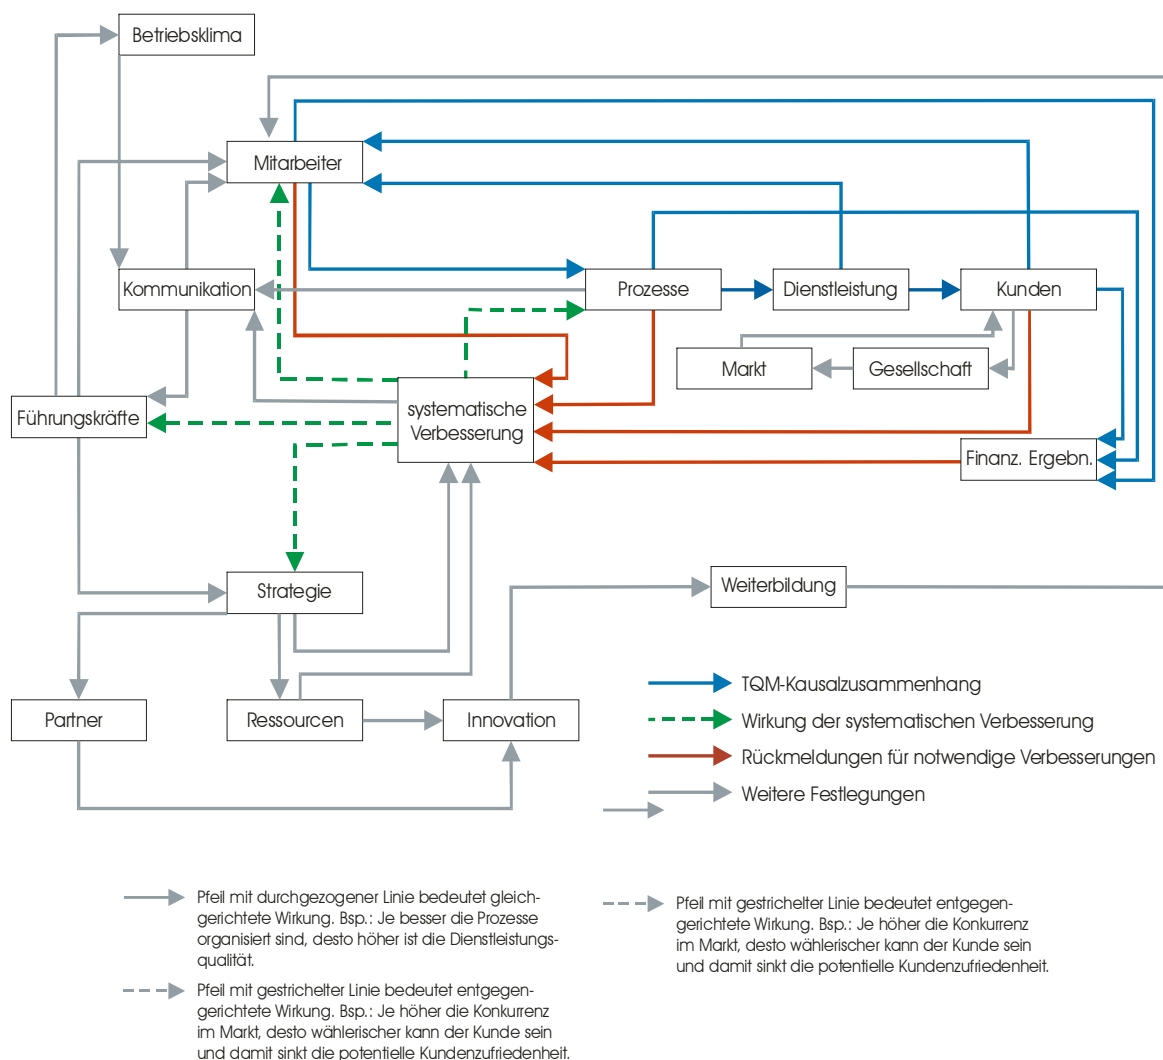 Betriebsklima
Mitarbeiter
Kommunikation
Prozesse
Dienstleistung
Kunden
Markt
Gesellschaft
Führungskräfte
systematische
Verbesserung
Finanz. Ergebn.
Strategie
Weiterbildung
Partner
Ressourcen
Innovation
TQM-Kausalzusammenhang
Wirkung der systematischen Verbesserung
Rückmeldungen für notwendige Verbesserungen
Weitere Festlegungen
Pfeil mit durchgezogener Linie bedeutet gleich-
gerichtete Wirkung. Bsp.: Je besser die Prozesse
organisiert sind, desto höher ist die Dienstleistungs-
qualität.
Pfeil mit gestrichelter Linie bedeutet entgegen-
gerichtete Wirkung. Bsp.: Je höher die Konkurrenz
im Markt, desto wählerischer kann der Kunde sein
und damit sinkt die potentielle Kundenzufriedenheit.
Pfeil mit gestrichelter Linie bedeutet entgegen-
gerichtete Wirkung. Bsp.: Je höher die Konkurrenz
im Markt, desto wählerischer kann der Kunde sein
und damit sinkt die potentielle Kundenzufriedenheit.